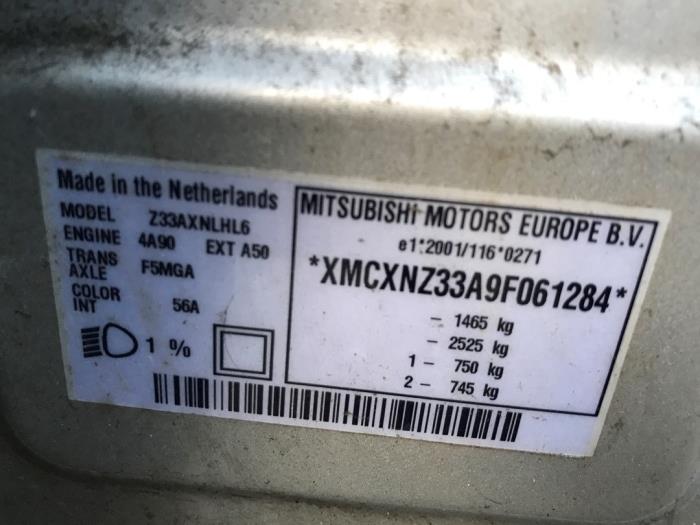 Made in the Netherlands
MODEL Z33AXNLHL6
ENGINE 4A90 EXT A50
TRANS AXLE F5MGA
COLOR INT 56A
1 %
MITSUBISHI MOTORS EUROPE B.V.
e1*2001/116*0271
*XMCXNZ33A9F061284*
– 1465 kg
– 2525 kg
1 – 750 kg
2 – 745 kg